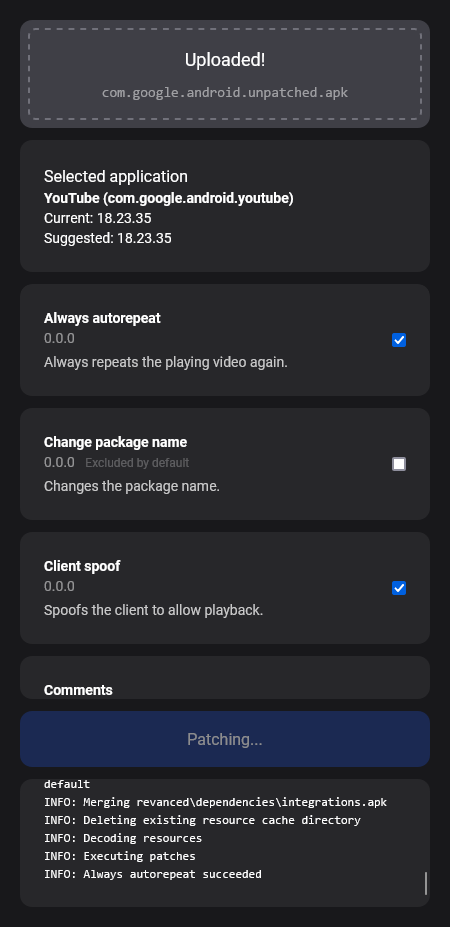 Uploaded!
com.google.android.unpatched.apk
Selected application
YouTube (com.google.android.youtube)
Current: 18.23.35
Suggested: 18.23.35
Always autorepeat
0.0.0
Always repeats the playing video again.
Change package name
0.0.0 Excluded by default
Changes the package name.
Client spoof
0.0.0
Spoofs the client to allow playback.
Comments
Patching...
default
INFO: Merging revanced\dependencies\integrations.apk
INFO: Deleting existing resource cache directory
INFO: Decoding resources
INFO: Executing patches
INFO: Always autorepeat succeeded